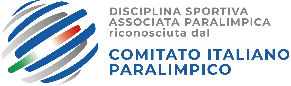 DISCIPLINA SPORTIVA
ASSOCIATA PARALIMPICA
riconosciuta dal
COMITATO ITALIANO
PARALIMPICO